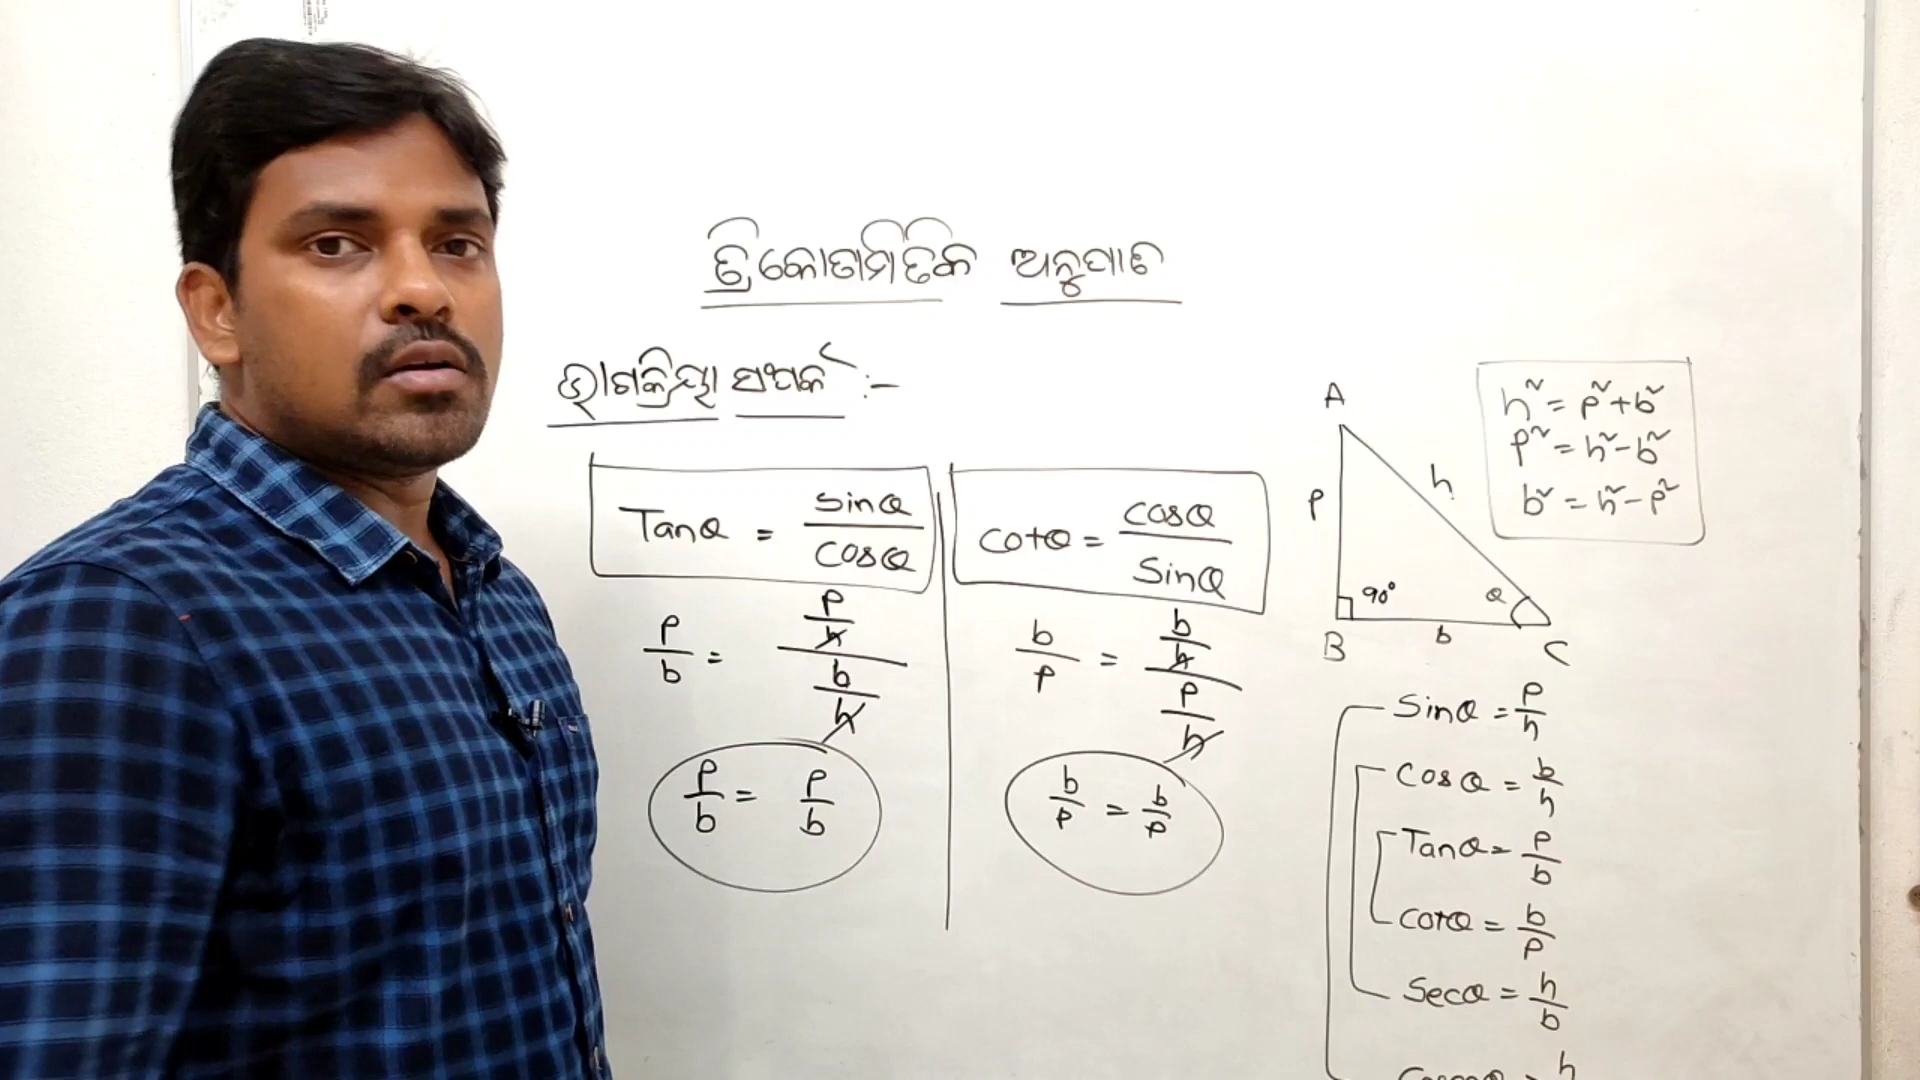 ତ୍ରିକୋଣମିତିକ ଅନୁପାତ
ଭାଗକ୍ରିୟା ସମ୍ପର୍କ :-
Tanθ = sinθ/cosθ
p/b = (p/h)/(b/h)
p/b = p/b
cotθ = cosθ/sinθ
b/p = (b/h)/(p/h)
b/p = b/p
A
p
h
90°
θ
B
b
C
h² = p²+b²
p² = h²-b²
b² = h²-p²
Sinθ = p/h
Cosθ = b/h
Tanθ = p/b
Cotθ = b/p
Secθ = h/b